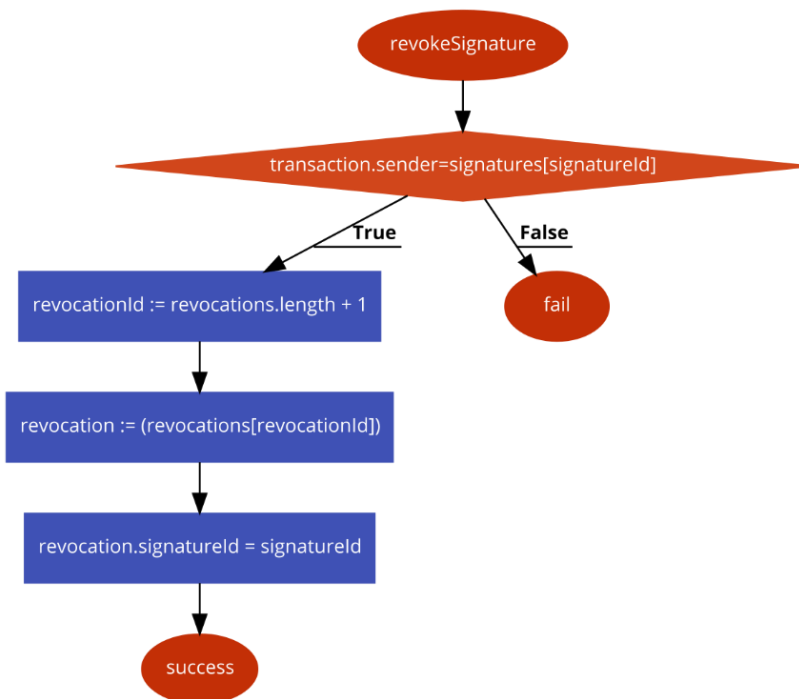 revokeSignature
transaction.sender=signatures[signatureId]
True
False
revocationId := revocations.length + 1
fail
revocation := (revocations[revocationId])
revocation.signatureId = signatureId
success